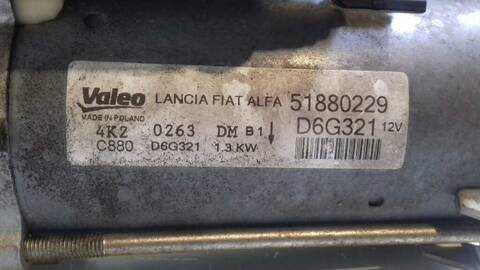 Valeo LANCIA FIAT ALFA 51880229
MADE IN POLAND D6G321 12V
4K2 0263 DM B1
C880 D6G321 1.3 KW